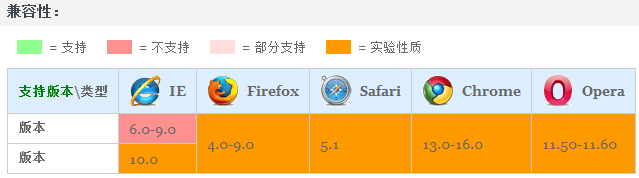 兼容性：
= 支持 = 不支持 = 部分支持 = 实验性质
支持版本\类型 IE Firefox Safari Chrome Opera
版本 6.0-9.0 4.0-9.0 5.1 13.0-16.0 11.50-11.60
版本 10.0